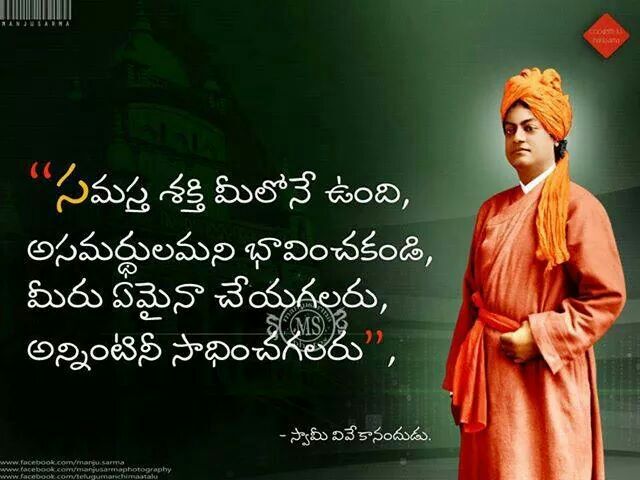 MANJUSARMA
“సమస్త శక్తి మీలోనే ఉంది,
అసమర్థులమని భావించకండి,
మీరు ఏమైనా చేయగలరు,
MS
అన్నింటినీ సాధించగలరు”,
- స్వామీ వివేకానందుడు.
www.facebook.com/manju.sarma
www.facebook.com/manjusarmaphotography
www.facebook.com/telugumanchimaatalu